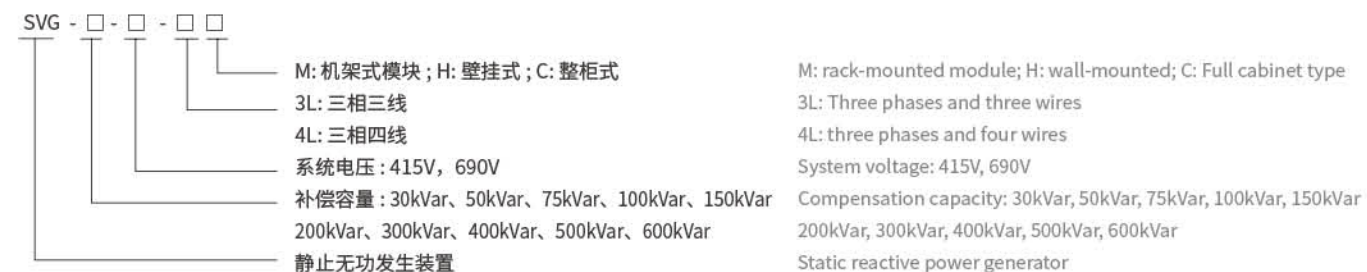 SVG - □ - □ - □ □
M: 机架式模块 ; H: 壁挂式 ; C: 整柜式
3L: 三相三线
4L: 三相四线
系统电压 : 415V，690V
补偿容量 : 30kVar、50kVar、75kVar、100kVar、150kVar
200kVar、300kVar、400kVar、500kVar、600kVar
静止无功发生装置
M: rack-mounted module; H: wall-mounted; C: Full cabinet type
3L: Three phases and three wires
4L: three phases and four wires
System voltage: 415V, 690V
Compensation capacity: 30kVar, 50kVar, 75kVar, 100kVar, 150kVar
200kVar, 300kVar, 400kVar, 500kVar, 600kVar
Static reactive power generator